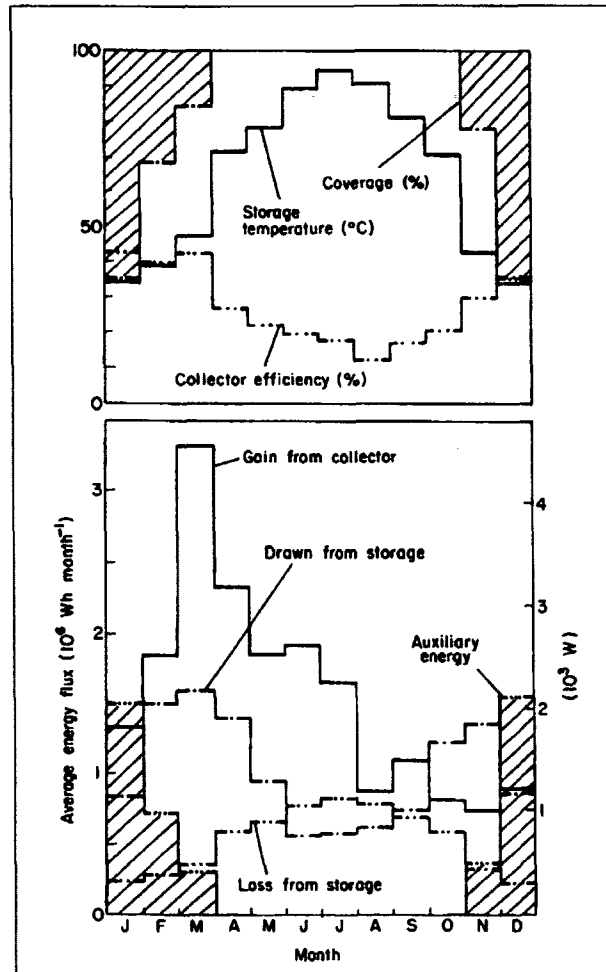 100
50
0
Coverage (%)
Storage
temperature (°C)
Collector efficiency (%)
Average energy flux (10⁶ Wh month⁻¹)
3
2
1
0
Gain from collector
Drawn from storage
Auxiliary
energy
Loss from storage
4
3
2
1
(10³ W)
J F M A M J J A S O N D
Month